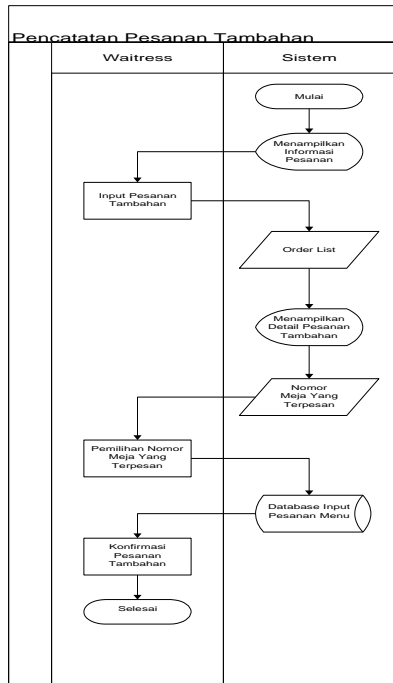 Pencatatan Pesanan Tambahan
Waitress
Sistem
Mulai
Menampilkan
Informasi
Pesanan
Input Pesanan
Tambahan
Order List
Menampilkan
Detail Pesanan
Tambahan
Nomor
Meja Yang
Terpesan
Pemilihan Nomor
Meja Yang
Terpesan
Database Input
Pesanan Menu
Konfirmasi
Pesanan
Tambahan
Selesai